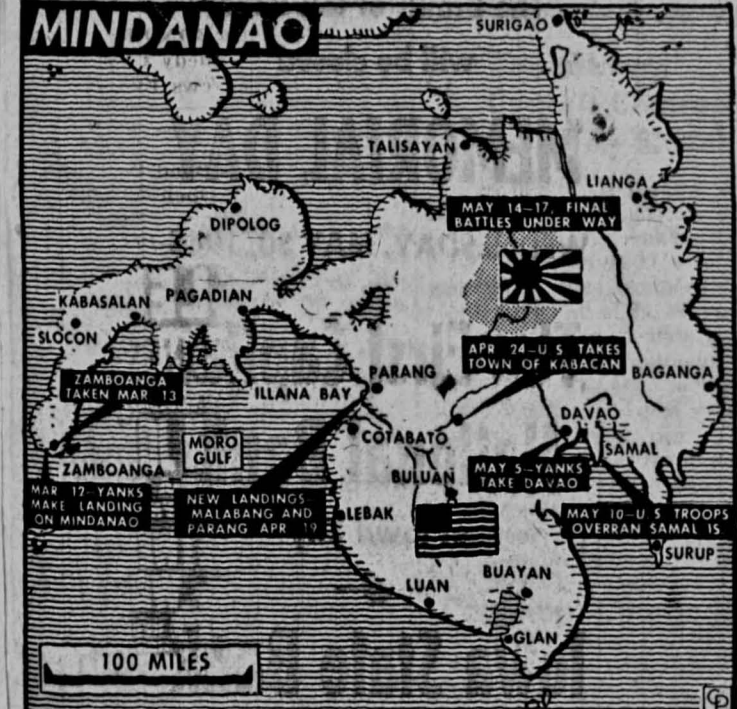 MINDANAO
SURIGAO
TALISAYAN
LIANGA
MAY 14-17, FINAL
BATTLES UNDER WAY
DIPOLOG
KABASALAN
PAGADIAN
SLOCON
ZAMBOANGA
TAKEN MAR 13
ILLANA BAY
PARANG
APR 24-U S TAKES
TOWN OF KABACAN
BAGANGA
MORO
GULF
COTABATO
DAVAO
SAMAL
ZAMBOANGA
MAR 12-YANKS
MAKE LANDING
ON MINDANAO
NEW LANDINGS-
MALABANG AND
PARANG APR 19
BULUAN
MAY 5-YANKS
TAKE DAVAO
LEBAK
MAY 10-U S TROOPS
OVERRAN SAMAL IS
SURUP
LUAN
BUAYAN
GLAN
100 MILES
CP